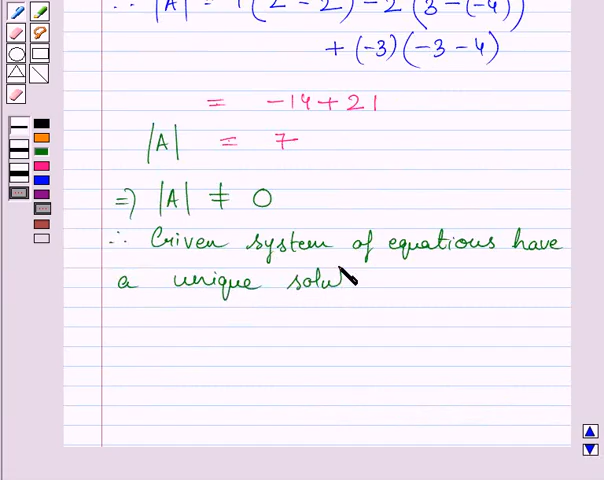 ∴ |A| = 1(2 - 2) - 2(3 - (-4))
+ (-3)(-3 - 4)
= -14 + 21
|A| = 7
⇒ |A| ≠ 0
∴ Given system of equations have
a unique solut